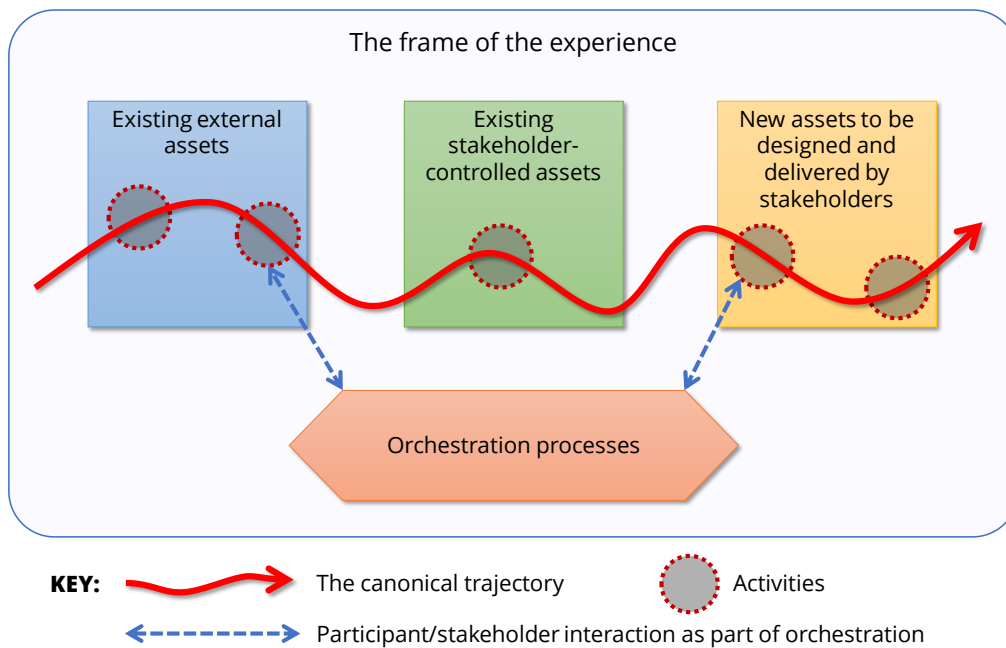 The frame of the experience
Existing external
assets
Existing
stakeholder-
controlled assets
New assets to be
designed and
delivered by
stakeholders
Orchestration processes
KEY:
The canonical trajectory
Activities
Participant/stakeholder interaction as part of orchestration